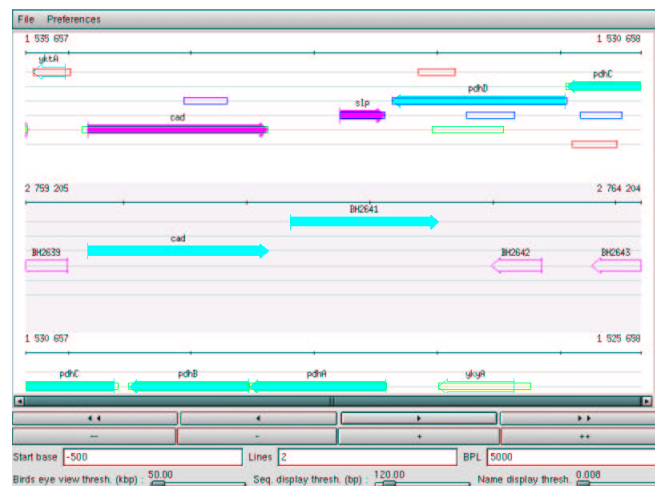 File Preferences
1 535 657 1 530 658
yktA
pdhC
slp pdhD
cad
2 759 205 2 764 204
BH2641
cad
BH2639 BH2642 BH2643
1 530 657 1 525 658
pdhC pdhB pdhA ykyA
-- - + ++
Start base -500 Lines 2 BPL 5000
Birds eye view thresh. (kbp) : 50.00 Seq. display thresh. (bp) : 120.00 Name display thresh. 0.008